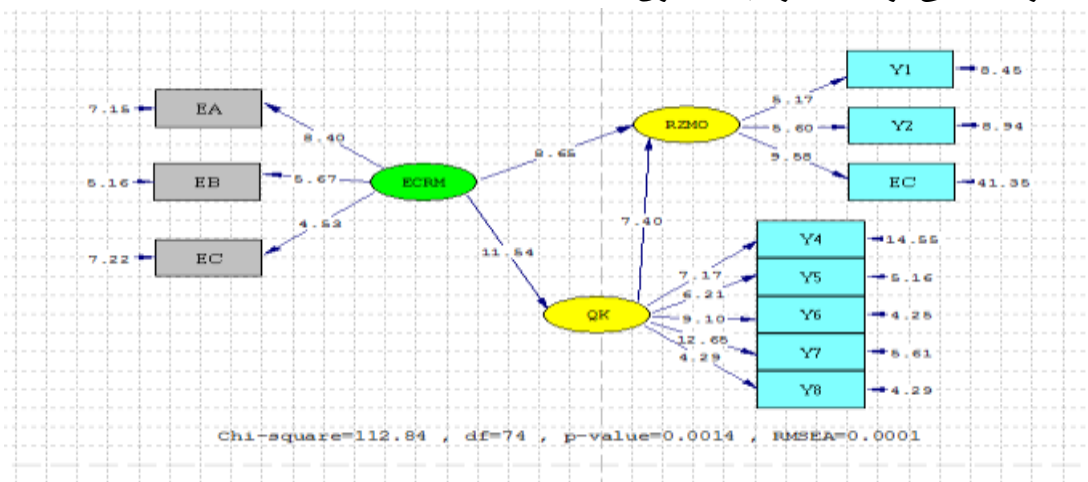 EA
7.15
8.40
EB
5.16
5.67
EC
7.22
4.53
ECRM
8.65
11.54
RZMO
7.40
QK
5.17
Y1
8.45
5.60
Y2
8.94
9.58
EC
41.35
7.17
Y4
14.55
6.21
Y5
5.16
9.10
Y6
4.25
12.65
Y7
5.61
4.29
Y8
4.29
Chi-square=112.84 , df=74 , p-value=0.0014 , RMSEA=0.0001